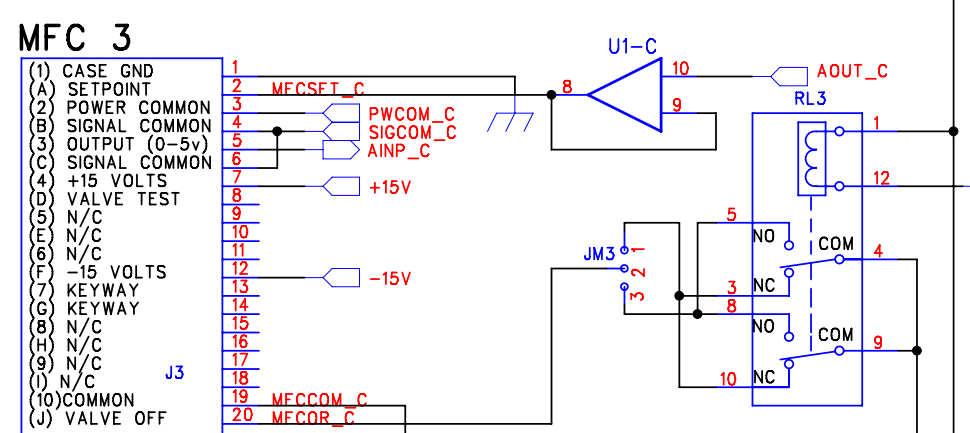 MFC 3
(1) CASE GND 1
(A) SETPOINT 2 MFCSET_C
(2) POWER COMMON 3 PWCOM_C
(B) SIGNAL COMMON 4 SIGCOM_C
(3) OUTPUT (0-5v) 5 AINP_C
(C) SIGNAL COMMON 6
(4) +15 VOLTS 7 +15V
(D) VALVE TEST 8
(5) N/C 9
(E) N/C 10
(6) N/C 11
(F) -15 VOLTS 12 -15V
(7) KEYWAY 13
(G) KEYWAY 14
(8) N/C 15
(H) N/C 16
(9) N/C 17
(I) N/C 18
(10)COMMON 19 MFCCOM_C
(J) VALVE OFF 20 MFCOR_C
J3
U1-C
8
10
9
AOUT_C
RL3
1
12
JM3
1
2
3
5
NO
COM
4
3
NC
8
NO
COM
9
10
NC